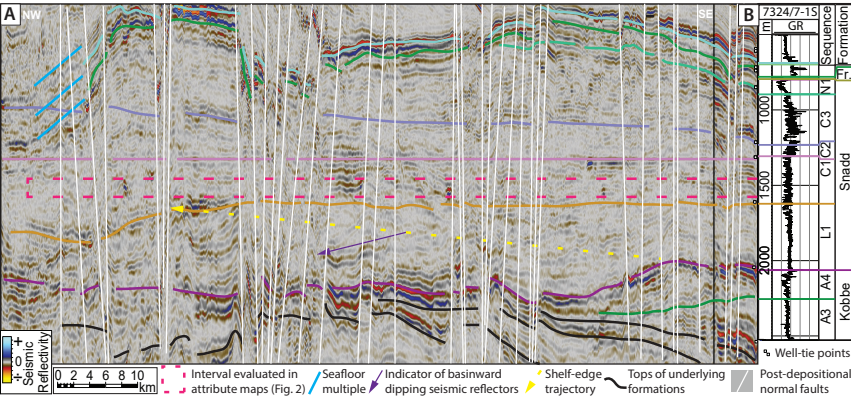 A NW
SE
B 7324/7-1S
m GR
Sequence
Formation
Fr.
N1
1000
C3
C2
C1
Snadd
1500
L1
2000
A4
A3
Kobbe
Well-tie points
+
0
÷
Seismic
Reflectivity
0 2 4 6 8 10
km
Interval evaluated in
attribute maps (Fig. 2)
Seafloor
multiple
Indicator of basinward
dipping seismic reflectors
Shelf-edge
trajectory
Tops of underlying
formations
Post-depositional
normal faults